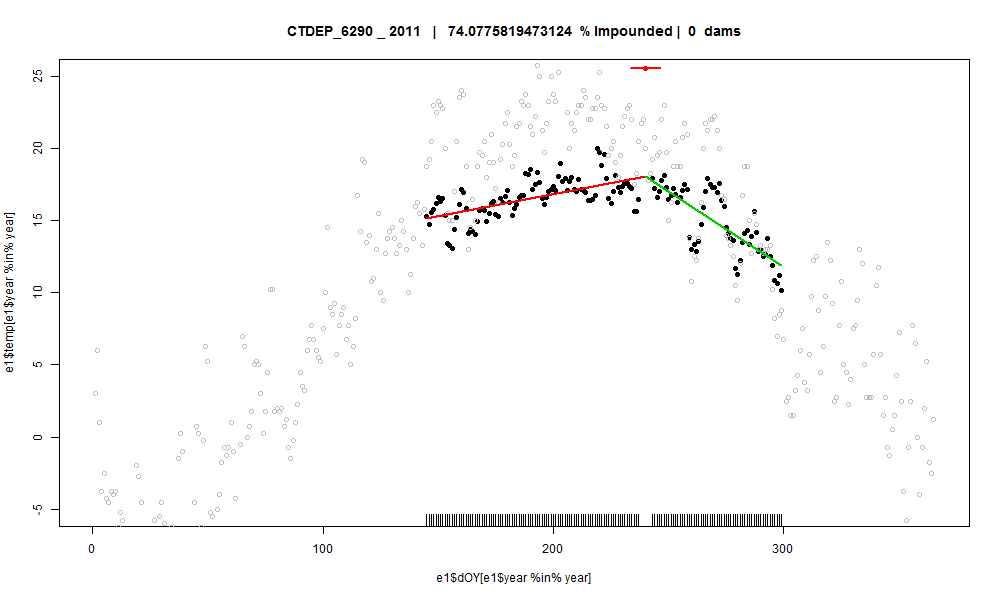 CTDEP_6290 _ 2011 | 74.0775819473124 % Impounded | 0 dams
25
20
15
10
5
0
-5
e1$temp[e1$year %in% year]
0 100 200 300
e1$dOY[e1$year %in% year]